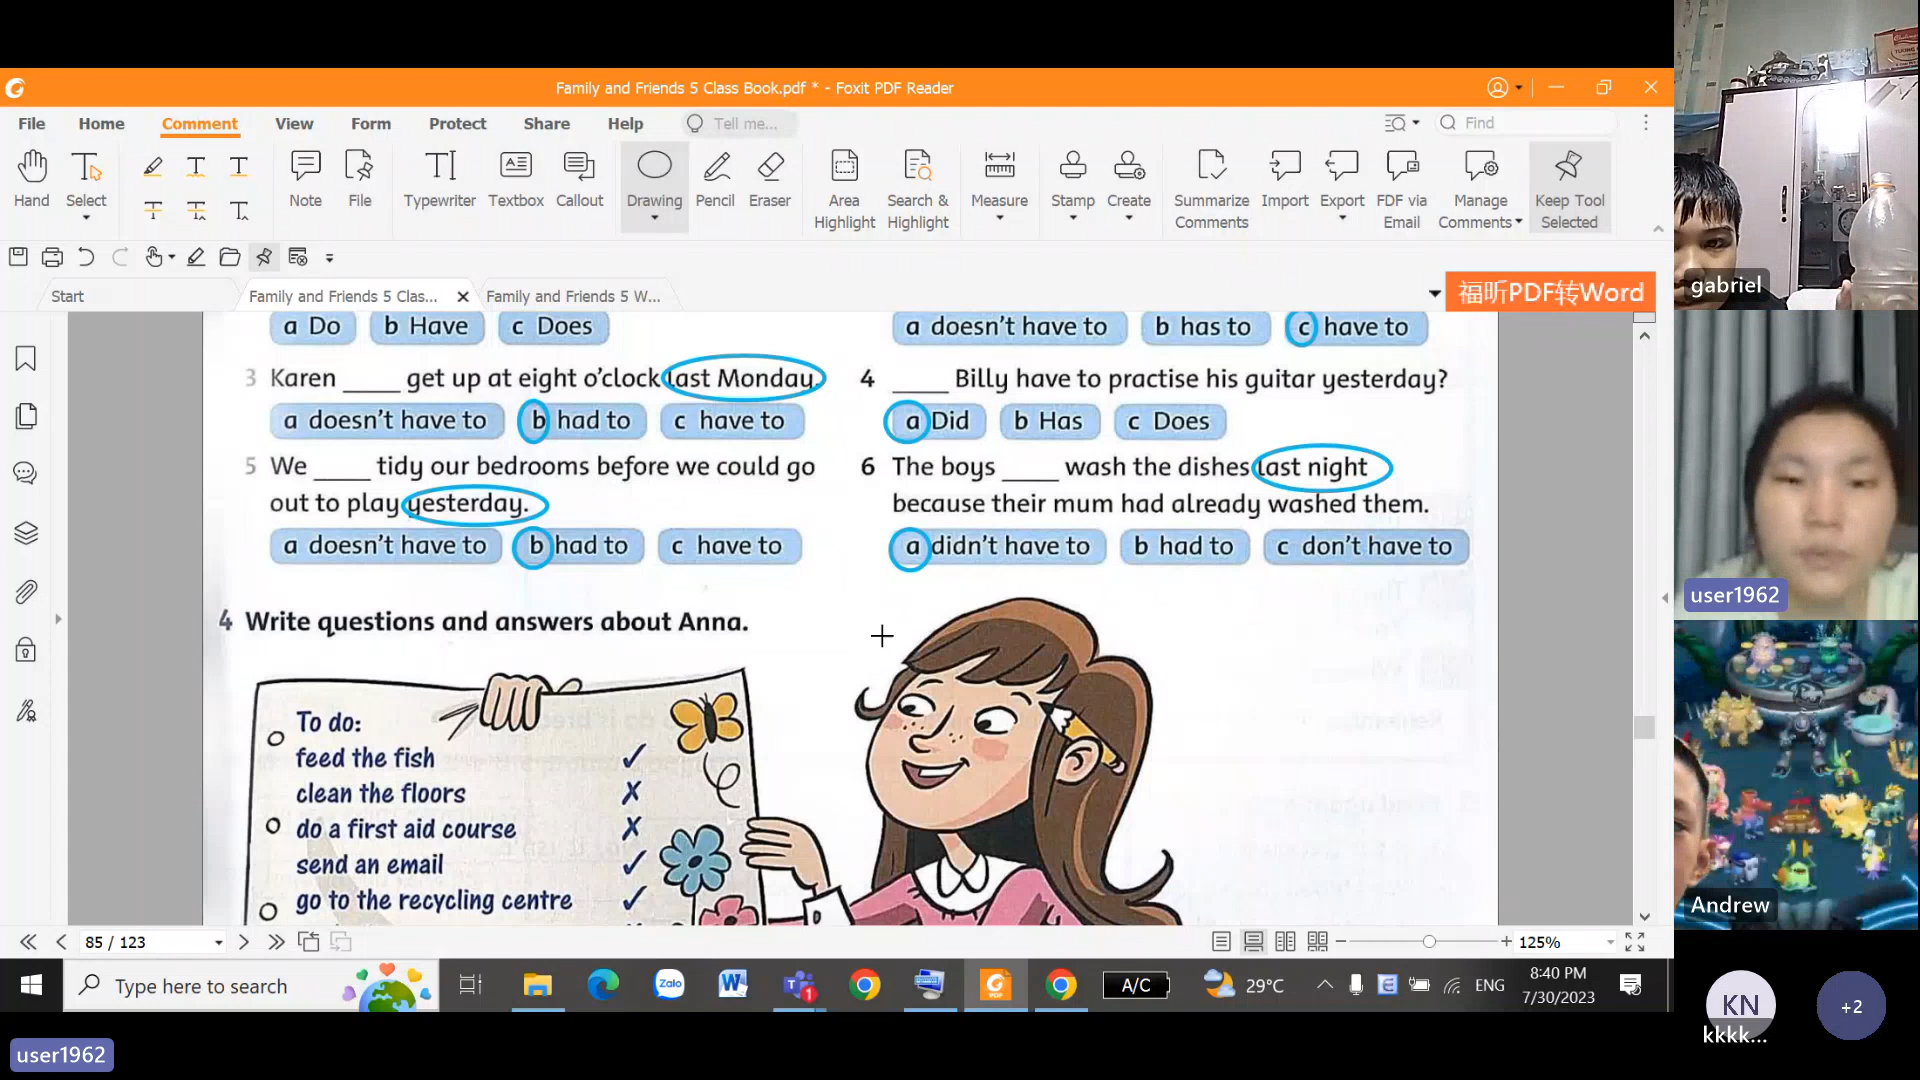 Family and Friends 5 Class Book.pdf * - Foxit PDF Reader
File Home Comment View Form Protect Share Help Tell me... Find
Hand Select Note File Typewriter Textbox Callout Drawing Pencil Eraser Area Highlight Search & Highlight Measure Stamp Create Summarize Comments Import Export FDF via Email Manage Comments Keep Tool Selected
Start Family and Friends 5 Clas... Family and Friends 5 W... 福昕PDF转Word
a Do b Have c Does
a doesn't have to b has to c have to
3 Karen ____ get up at eight o'clock last Monday.
a doesn't have to b had to c have to
4 ____ Billy have to practise his guitar yesterday?
a Did b Has c Does
5 We ____ tidy our bedrooms before we could go
out to play yesterday.
a doesn't have to b had to c have to
6 The boys ____ wash the dishes last night
because their mum had already washed them.
a didn't have to b had to c don't have to
4 Write questions and answers about Anna.
To do:
feed the fish ✓
clean the floors ✗
do a first aid course ✗
send an email ✓
go to the recycling centre ✓
85 / 123
125%
Type here to search
Zalo
A/C
29°C
ENG
8:40 PM
7/30/2023
gabriel
user1962
Andrew
KN
kkkk...
+2
user1962